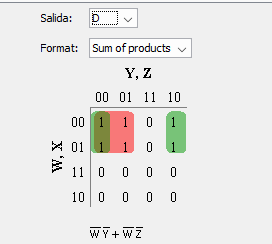 Salida: D
Format: Sum of products
Y, Z
00 01 11 10
W, X
00 1 1 0 1
01 1 1 0 1
11 0 0 0 0
10 0 0 0 0
W̅ Y̅ + W̅ Z̅